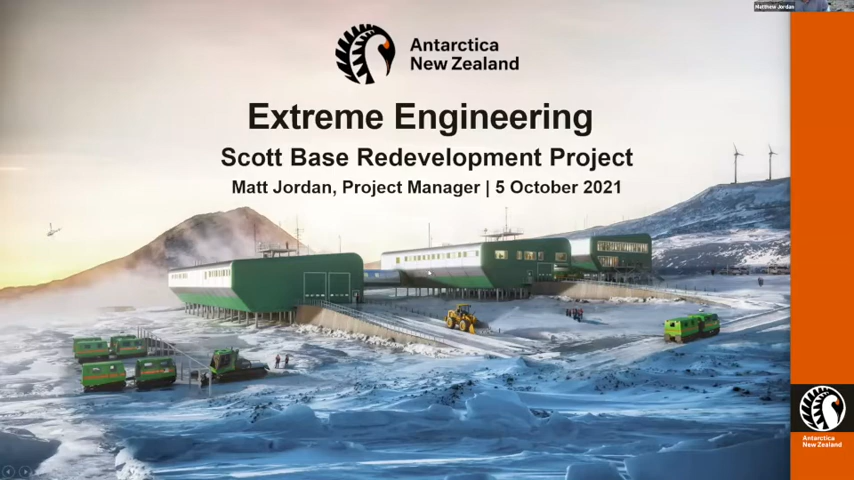 Matthew Jordan
Antarctica
New Zealand
Extreme Engineering
Scott Base Redevelopment Project
Matt Jordan, Project Manager | 5 October 2021
Antarctica
New Zealand